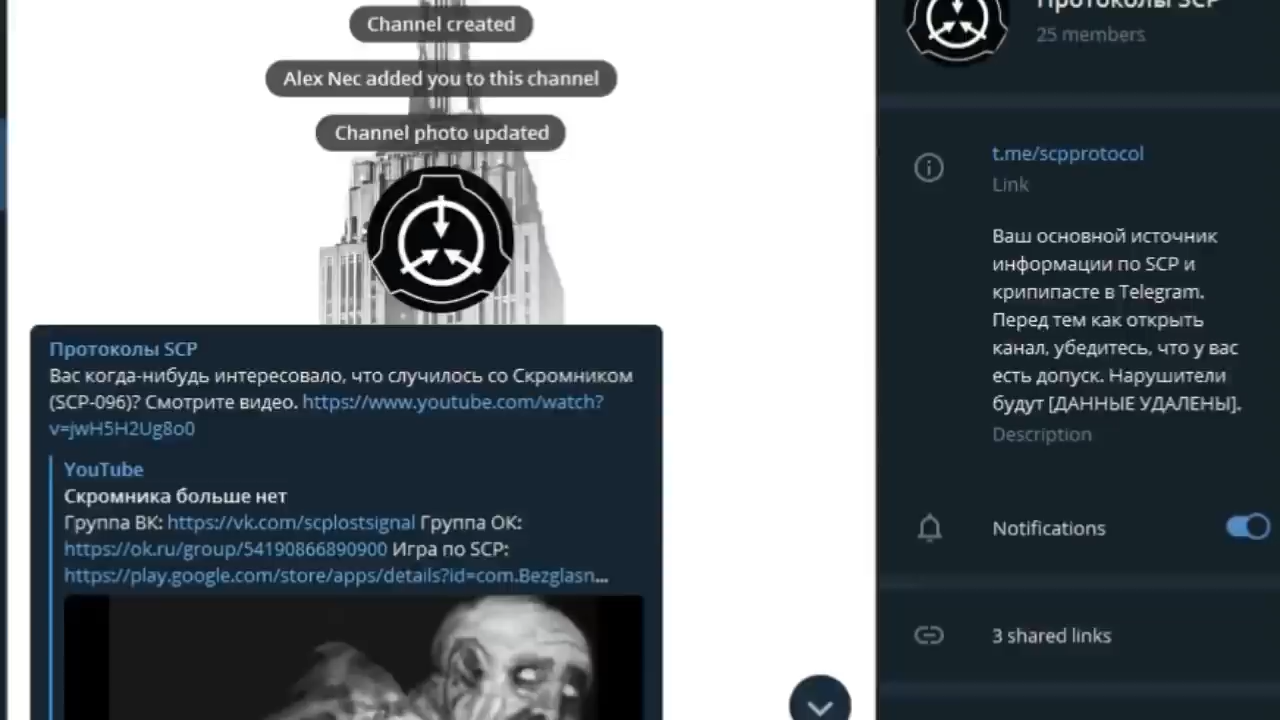 Channel created
Alex Nec added you to this channel
Channel photo updated
Протоколы SCP
Вас когда-нибудь интересовало, что случилось со Скромником
(SCP-096)? Смотрите видео. https://www.youtube.com/watch?
v=jwH5H2Ug8o0
YouTube
Скромника больше нет
Группа ВК: https://vk.com/scplostsignal Группа ОК:
https://ok.ru/group/54190866890900 Игра по SCP:
https://play.google.com/store/apps/details?id=com.Bezglasn...
Протоколы SCP
25 members
t.me/scpprotocol
Link
Ваш основной источник
информации по SCP и
крипипасте в Telegram.
Перед тем как открыть
канал, убедитесь, что у вас
есть допуск. Нарушители
будут [ДАННЫЕ УДАЛЕНЫ].
Description
Notifications
3 shared links